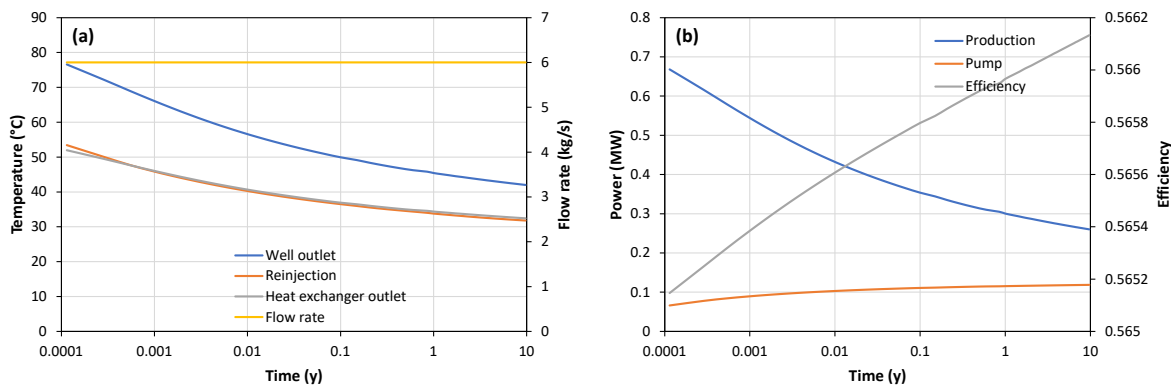 (a)
90
80
70
60
50
40
30
20
10
0
Temperature (°C)
7
6
5
4
3
2
1
0
Flow rate (kg/s)
Well outlet
Reinjection
Heat exchanger outlet
Flow rate
0.0001 0.001 0.01 0.1 1 10
Time (y)
(b)
0.8
0.7
0.6
0.5
0.4
0.3
0.2
0.1
0
Power (MW)
Production
Pump
Efficiency
0.5662
0.566
0.5658
0.5656
0.5654
0.5652
0.565
Efficiency
0.0001 0.001 0.01 0.1 1 10
Time (y)